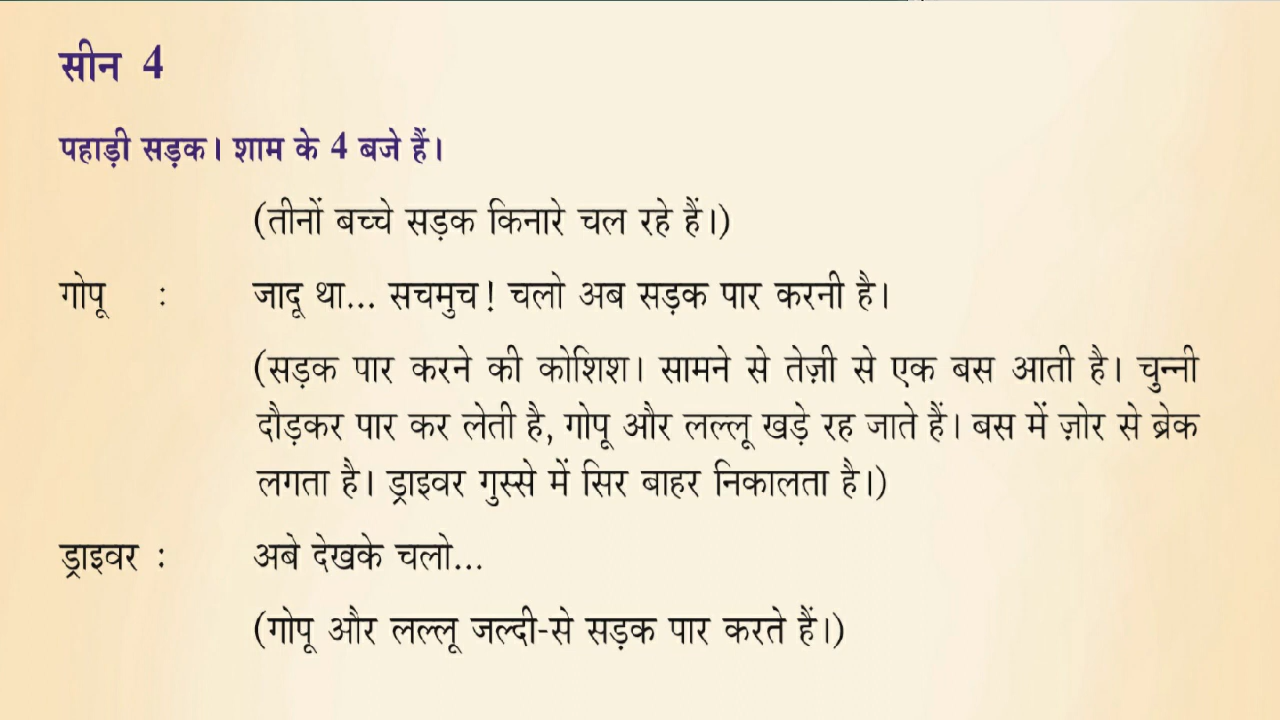 सीन 4
पहाड़ी सड़क। शाम के 4 बजे हैं।
(तीनों बच्चे सड़क किनारे चल रहे हैं।)
गोपू : जादू था... सचमुच! चलो अब सड़क पार करनी है।
(सड़क पार करने की कोशिश। सामने से तेज़ी से एक बस आती है। चुन्नी
दौड़कर पार कर लेती है, गोपू और लल्लू खड़े रह जाते हैं। बस में ज़ोर से ब्रेक
लगता है। ड्राइवर गुस्से में सिर बाहर निकालता है।)
ड्राइवर : अबे देखके चलो...
(गोपू और लल्लू जल्दी-से सड़क पार करते हैं।)